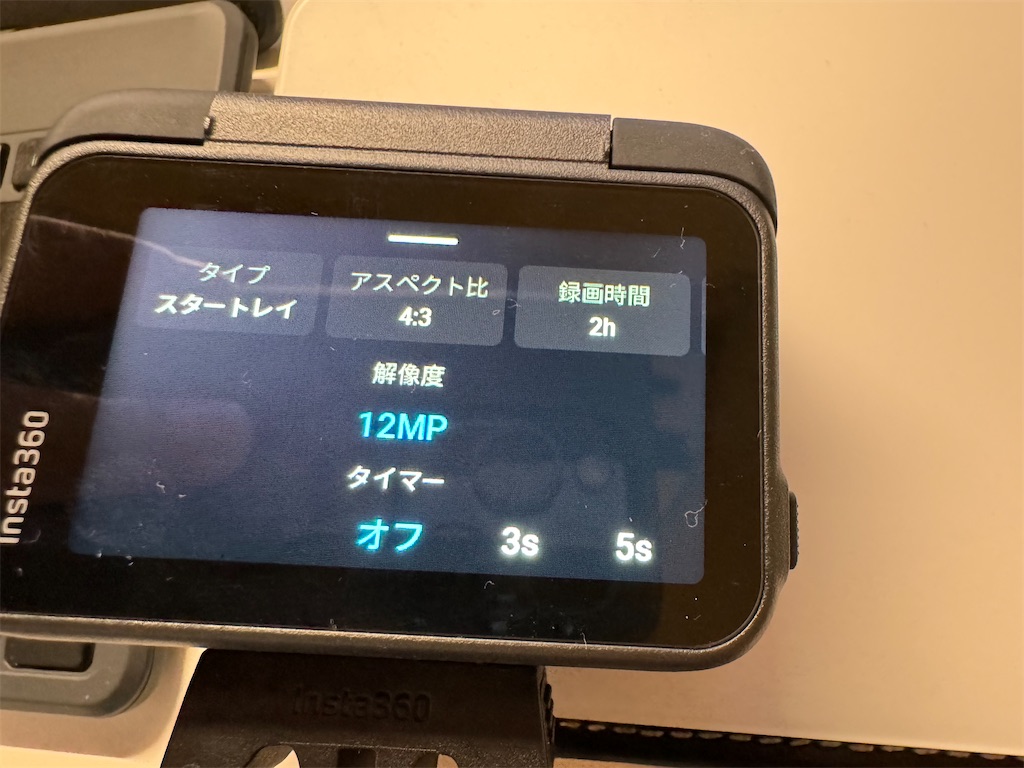 タイプ
スタートレイ
アスペクト比
4:3
録画時間
2h
解像度
12MP
タイマー
オフ 3s 5s
Insta360
Insta360